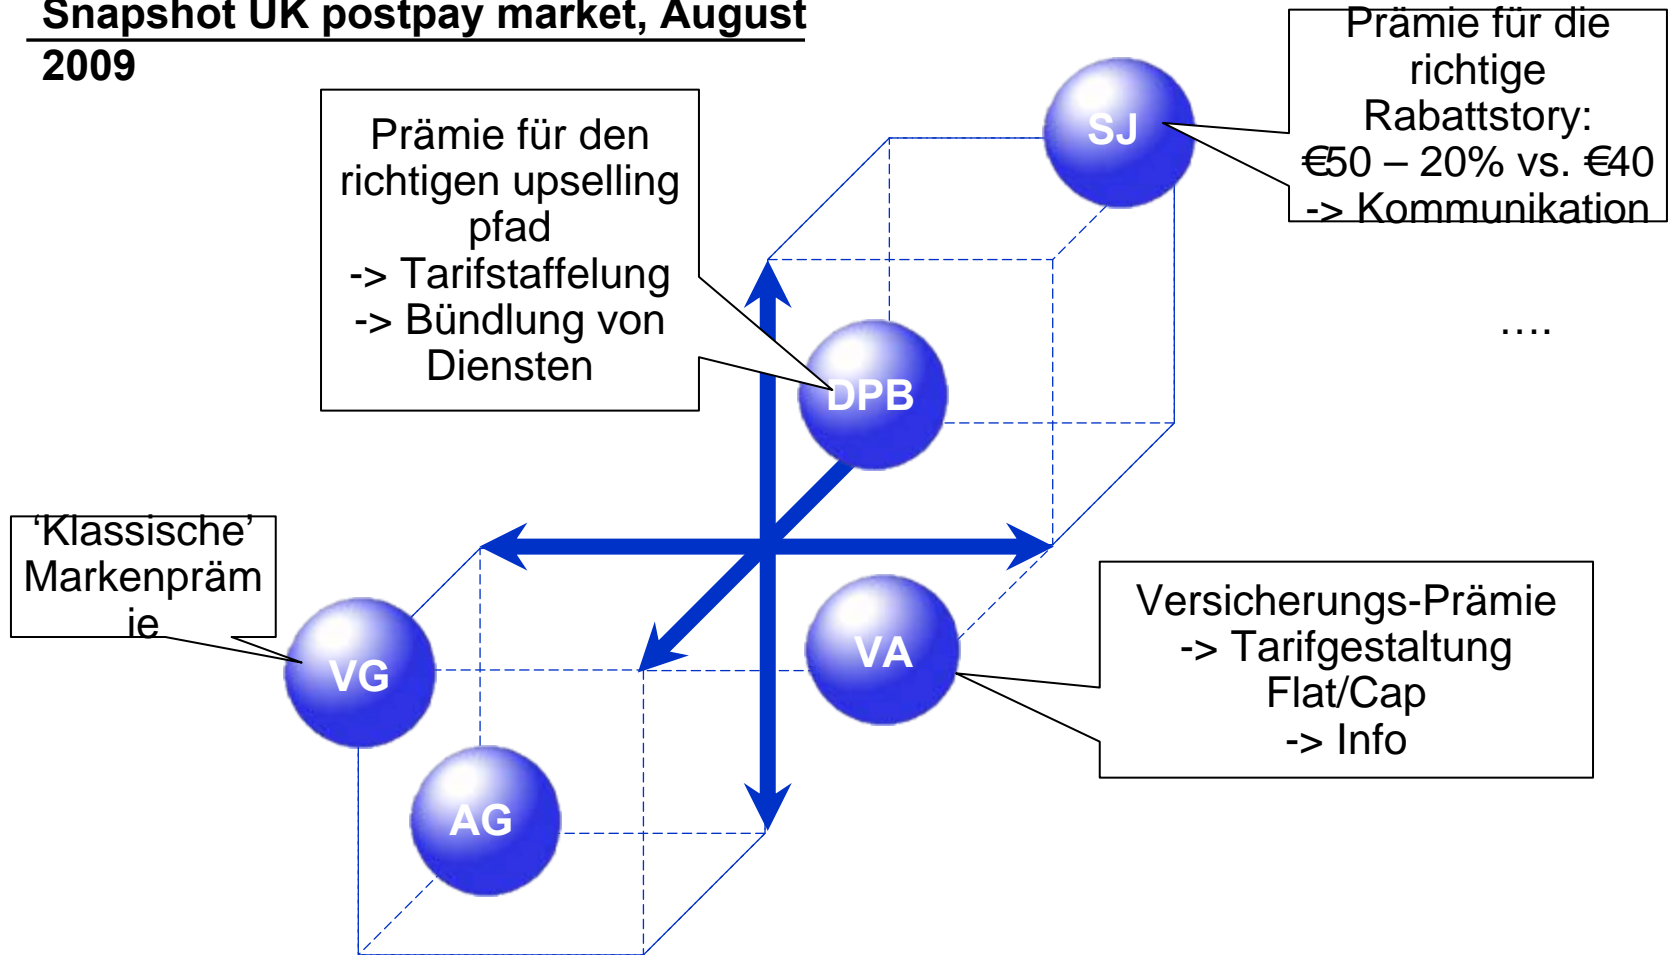 Snapshot UK postpay market, August
2009
Prämie für die
richtige
Rabattstory:
€50 – 20% vs. €40
-> Kommunikation
SJ
Prämie für den
richtigen upselling
pfad
-> Tarifstaffelung
-> Bündlung von
Diensten
….
DPB
‘Klassische’
Markenpräm
ie
VG
VA
Versicherungs-Prämie
-> Tarifgestaltung
Flat/Cap
-> Info
AG